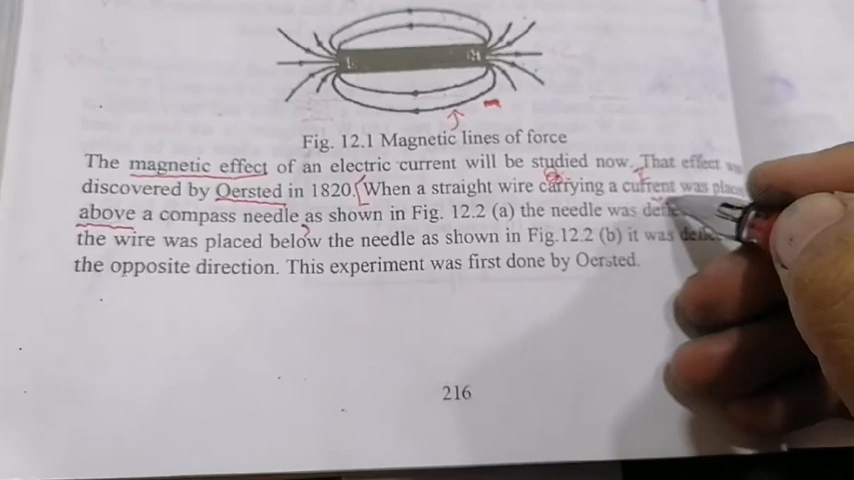 Fig. 12.1 Magnetic lines of force
The magnetic effect of an electric current will be studied now. That effect
discovered by Oersted in 1820. When a straight wire carrying a current was
above a compass needle as shown in Fig. 12.2 (a) the needle was
the wire was placed below the needle as shown in Fig.12.2 (b) it was
the opposite direction. This experiment was first done by Oersted.
216